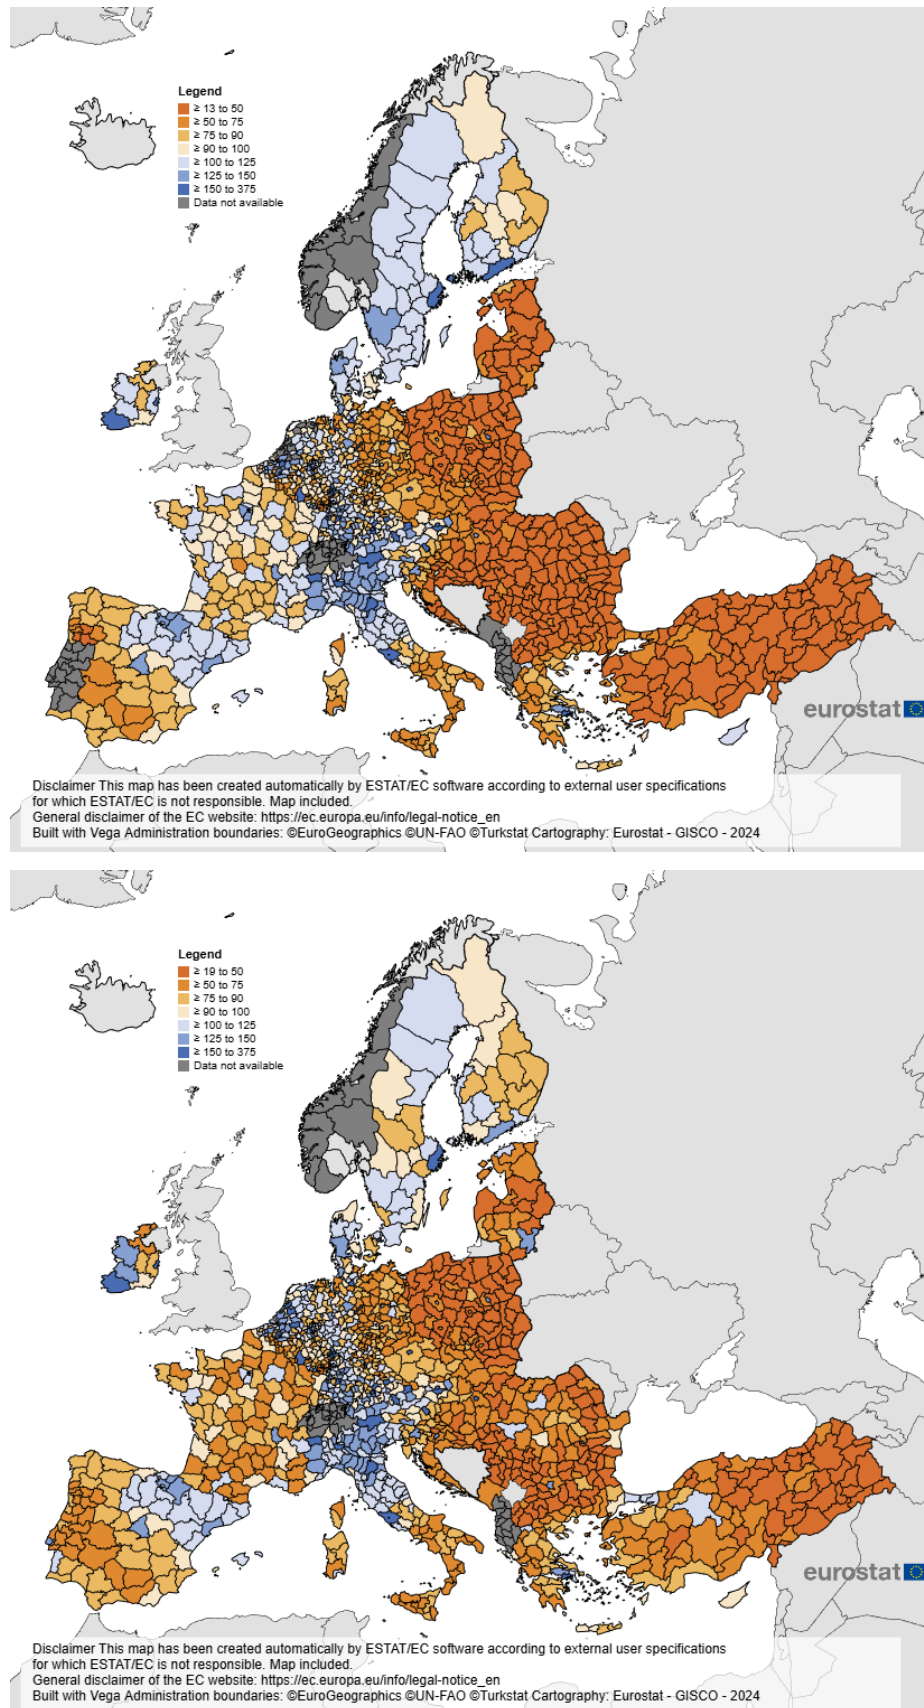 Legend
≥ 13 to 50
≥ 50 to 75
≥ 75 to 90
≥ 90 to 100
≥ 100 to 125
≥ 125 to 150
≥ 150 to 375
Data not available
eurostat
Disclaimer This map has been created automatically by ESTAT/EC software according to external user specifications
for which ESTAT/EC is not responsible. Map included.
General disclaimer of the EC website: https://ec.europa.eu/info/legal-notice_en
Built with Vega Administration boundaries: ©EuroGeographics ©UN-FAO ©Turkstat Cartography: Eurostat - GISCO - 2024
Legend
≥ 19 to 50
≥ 50 to 75
≥ 75 to 90
≥ 90 to 100
≥ 100 to 125
≥ 125 to 150
≥ 150 to 375
Data not available
eurostat
Disclaimer This map has been created automatically by ESTAT/EC software according to external user specifications
for which ESTAT/EC is not responsible. Map included.
General disclaimer of the EC website: https://ec.europa.eu/info/legal-notice_en
Built with Vega Administration boundaries: ©EuroGeographics ©UN-FAO ©Turkstat Cartography: Eurostat - GISCO - 2024